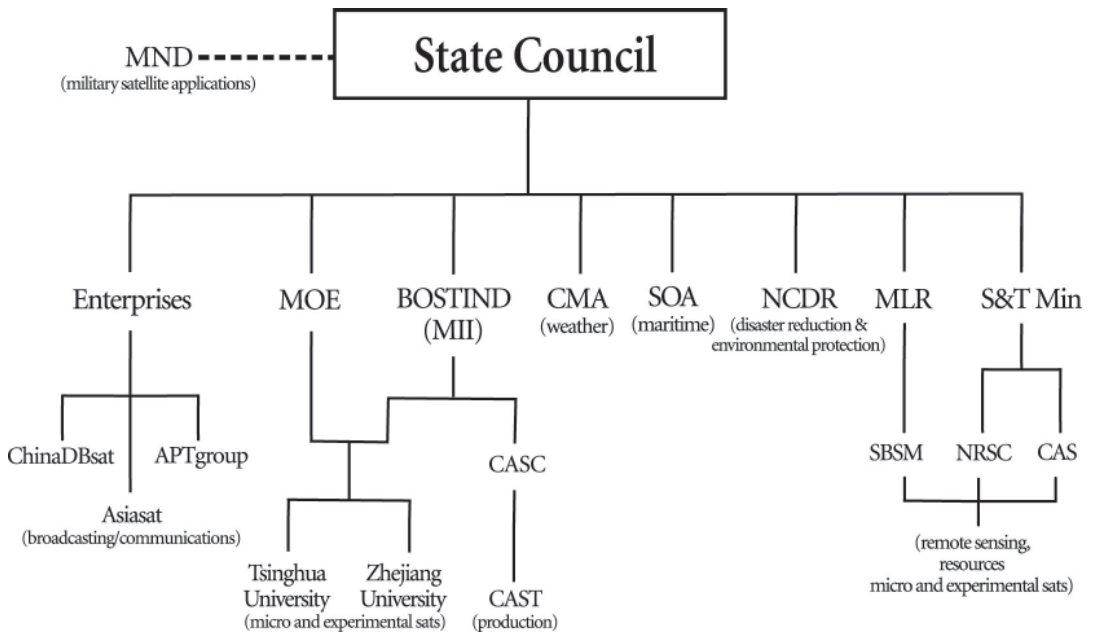 State Council
MND
(military satellite applications)
Enterprises
MOE
BOSTIND
(MII)
CMA
(weather)
SOA
(maritime)
NCDR
(disaster reduction &
environmental protection)
MLR
S&T Min
ChinaDBsat
APTgroup
Asiasat
(broadcasting/communications)
CASC
SBSM
NRSC
CAS
Tsinghua
University
Zhejiang
University
(micro and experimental sats)
CAST
(production)
(remote sensing,
resources
micro and experimental sats)